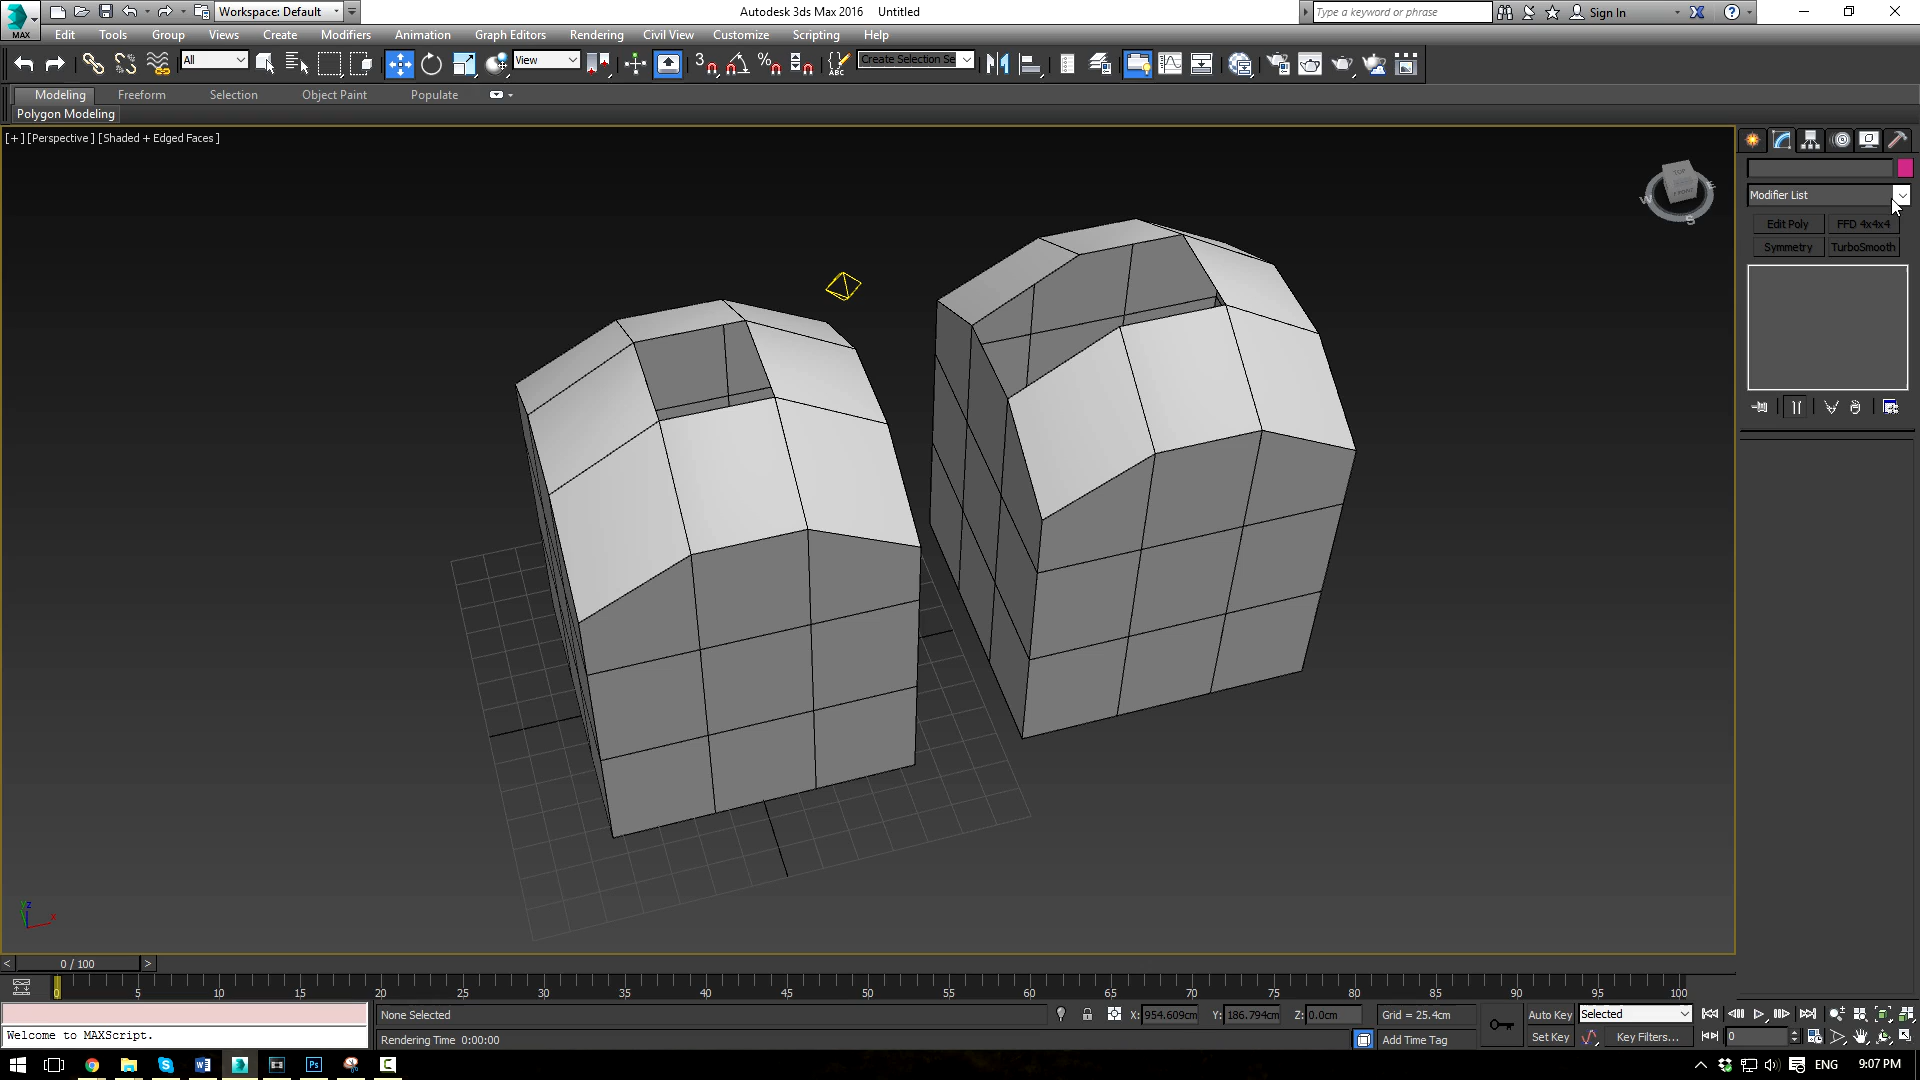 MAX
Workspace: Default
Autodesk 3ds Max 2016 Untitled
Type a keyword or phrase
Sign In
Edit Tools Group Views Create Modifiers Animation Graph Editors Rendering Civil View Customize Scripting Help
All
View
3
ABC
Create Selection Se
Modeling Freeform Selection Object Paint Populate
Polygon Modeling
[+] [Perspective ] [Shaded + Edged Faces ]
TOP
FRONT
W
S
Modifier List
Edit Poly FFD 4x4x4
Symmetry TurboSmooth
z
x
< 0 / 100 >
0 5 10 15 20 25 30 35 40 45 50 55 60 65 70 75 80 85 90 95 100
None Selected
X: 954.609cm Y: 186.794cm Z: 0.0cm
Grid = 25.4cm
Auto Key Selected
Welcome to MAXScript.
Rendering Time 0:00:00
Add Time Tag
Set Key Key Filters... 0
ENG 9:07 PM